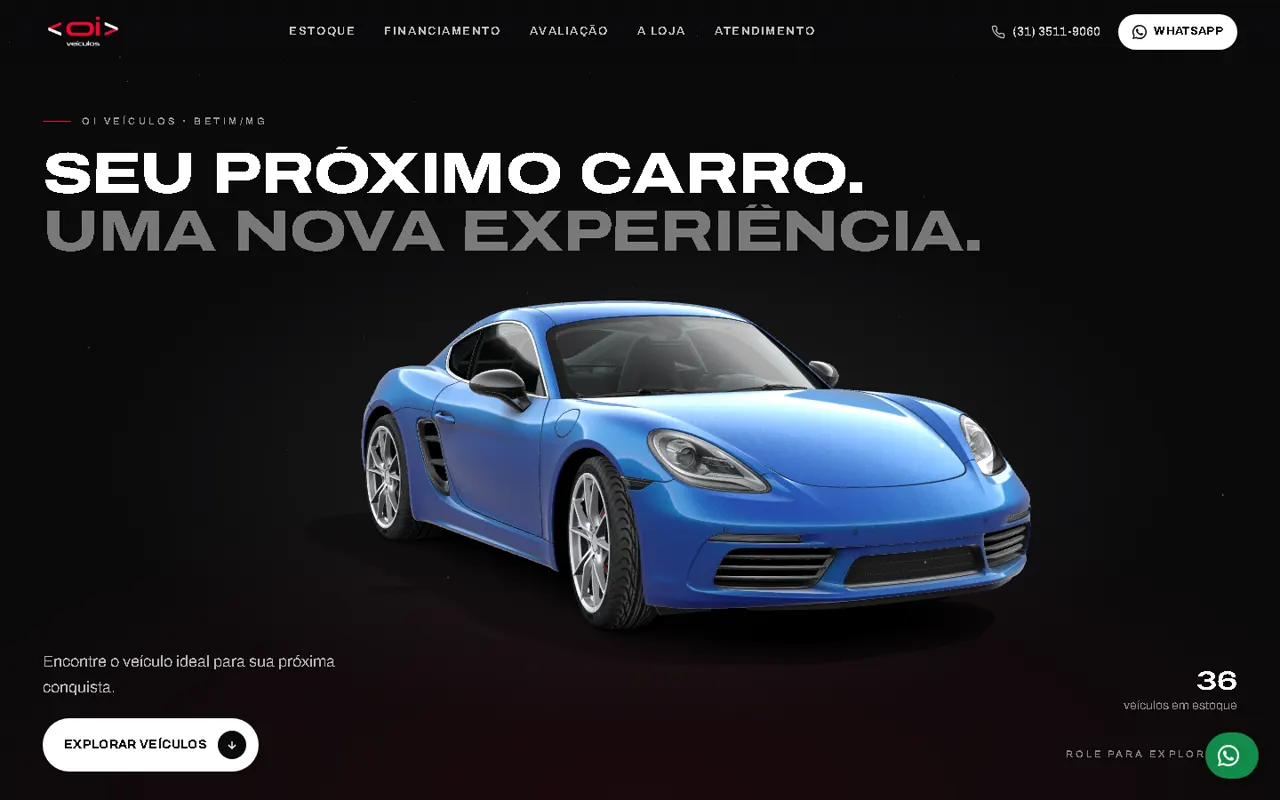 <oi>
veículos
ESTOQUE FINANCIAMENTO AVALIAÇÃO A LOJA ATENDIMENTO
(31) 3511-9060
WHATSAPP
OI VEÍCULOS · BETIM/MG
SEU PRÓXIMO CARRO.
UMA NOVA EXPERIÊNCIA.
Encontre o veículo ideal para sua próxima
conquista.
EXPLORAR VEÍCULOS
36
veículos em estoque
ROLE PARA EXPLOR